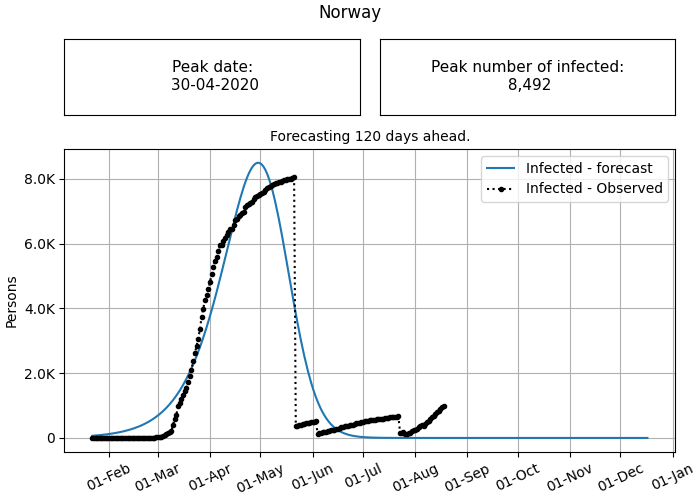 Norway
Peak date:
30-04-2020
Peak number of infected:
8,492
Forecasting 120 days ahead.
Infected - forecast
Infected - Observed
8.0K
6.0K
4.0K
2.0K
0
Persons
01-Feb
01-Mar
01-Apr
01-May
01-Jun
01-Jul
01-Aug
01-Sep
01-Oct
01-Nov
01-Dec
01-Jan